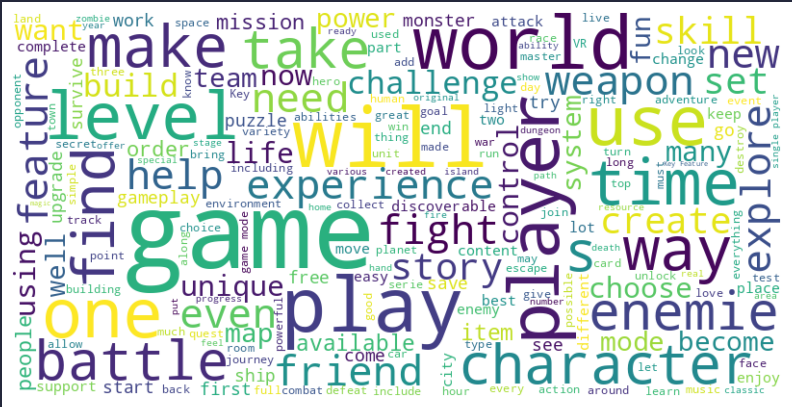 land zombie year work space mission power monster attack live
want ready used part race ability VR look fun skill
complete make take world master change new
opponent survive three build team now know hero add challenge weapon show day set
feature town level need Key human original try right adventure event
secret offer puzzle abilities great goal light two keep
upgrade simple stage order bring variety will win thing end war use go
special life including unit made run control player dungeon system turn long many destroy explore single player
find help various created island must Key Feature
gameplay experience path top time
magic track environment home collect discoverable join resource create everything
choice game mode fire s lot
using well point game move planet fight content may escape death card way
building along unique hand easy story give number possible different unlock real test
put progress free serie save best choose love place area
one even powerful good enemy
people much quest map available item type see mode become
allow feel room play come car city enemie let face
battle journey ship friend character enjoy
support start back first full combat defeat include hour every action around learn music classic